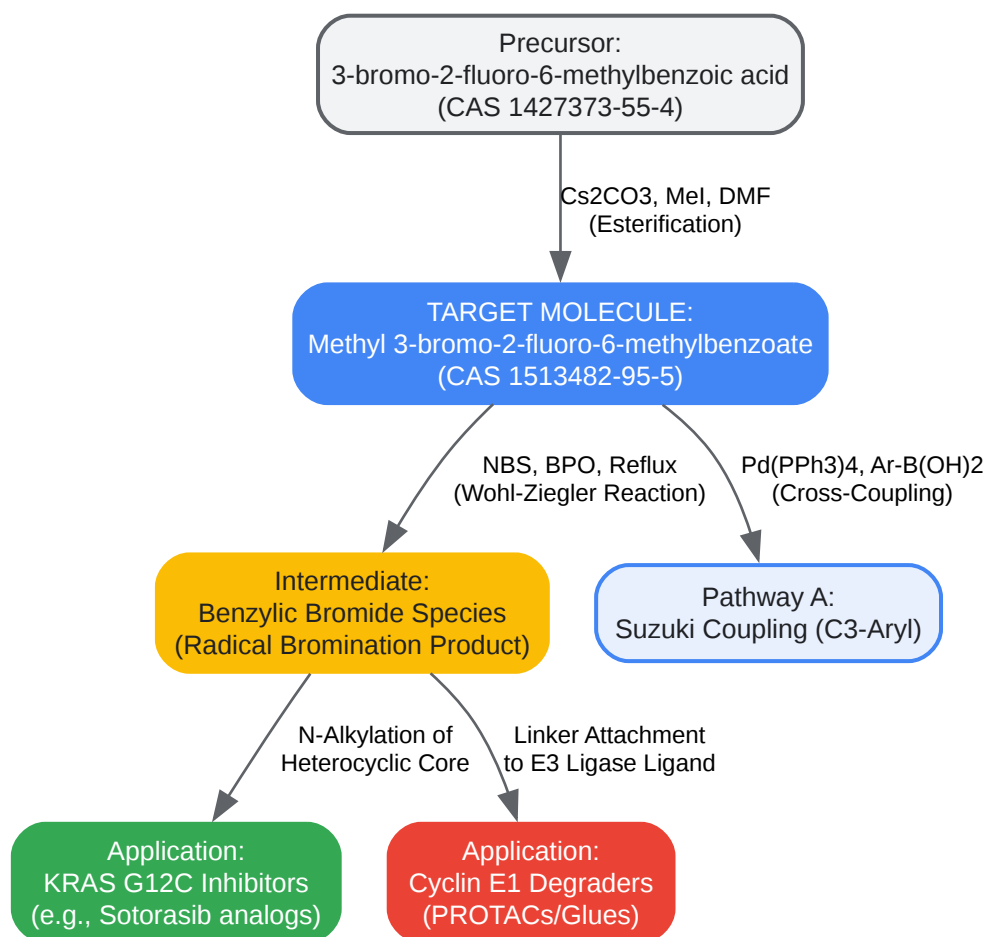 Precursor:
3-bromo-2-fluoro-6-methylbenzoic acid
(CAS 1427373-55-4)
Cs2CO3, MeI, DMF
(Esterification)
TARGET MOLECULE:
Methyl 3-bromo-2-fluoro-6-methylbenzoate
(CAS 1513482-95-5)
NBS, BPO, Reflux
(Wohl-Ziegler Reaction)
Pd(PPh3)4, Ar-B(OH)2
(Cross-Coupling)
Intermediate:
Benzylic Bromide Species
(Radical Bromination Product)
Pathway A:
Suzuki Coupling (C3-Aryl)
N-Alkylation of
Heterocyclic Core
Linker Attachment
to E3 Ligase Ligand
Application:
KRAS G12C Inhibitors
(e.g., Sotorasib analogs)
Application:
Cyclin E1 Degraders
(PROTACs/Glues)